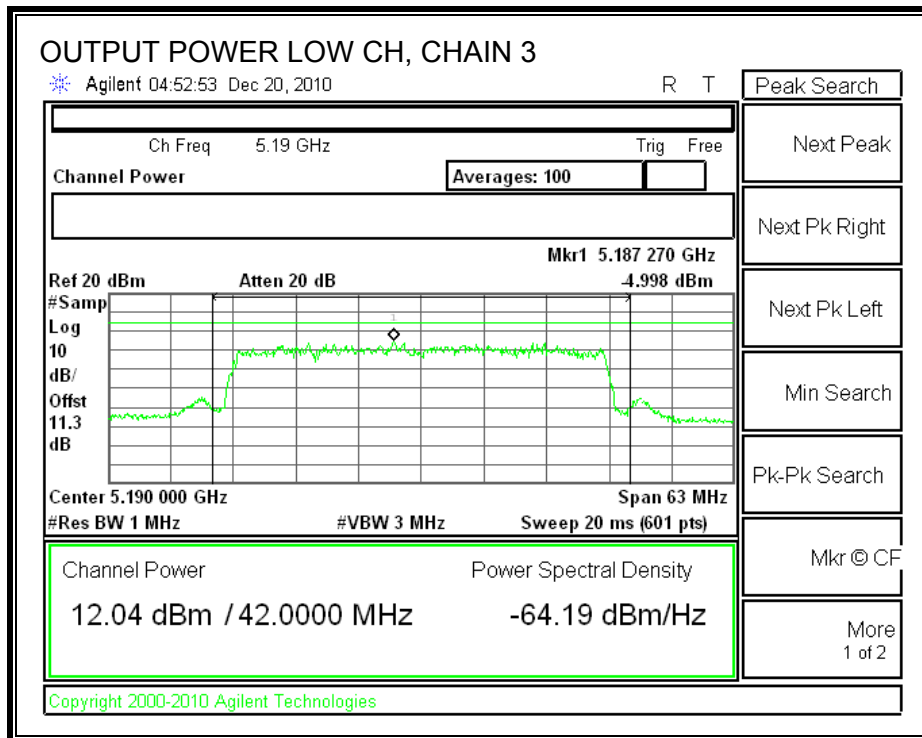 OUTPUT POWER LOW CH, CHAIN 3
Agilent 04:52:53 Dec 20, 2010 R T
Peak Search
Ch Freq 5.19 GHz Trig Free
Channel Power Averages: 100
Mkr1 5.187 270 GHz
Ref 20 dBm Atten 20 dB -4.998 dBm
#Samp
Log
10
dB/
Offst
11.3
dB
1
Center 5.190 000 GHz Span 63 MHz
#Res BW 1 MHz #VBW 3 MHz Sweep 20 ms (601 pts)
Channel Power Power Spectral Density
12.04 dBm / 42.0000 MHz -64.19 dBm/Hz
Copyright 2000-2010 Agilent Technologies
Next Peak
Next Pk Right
Next Pk Left
Min Search
Pk-Pk Search
Mkr © CF
More
1 of 2